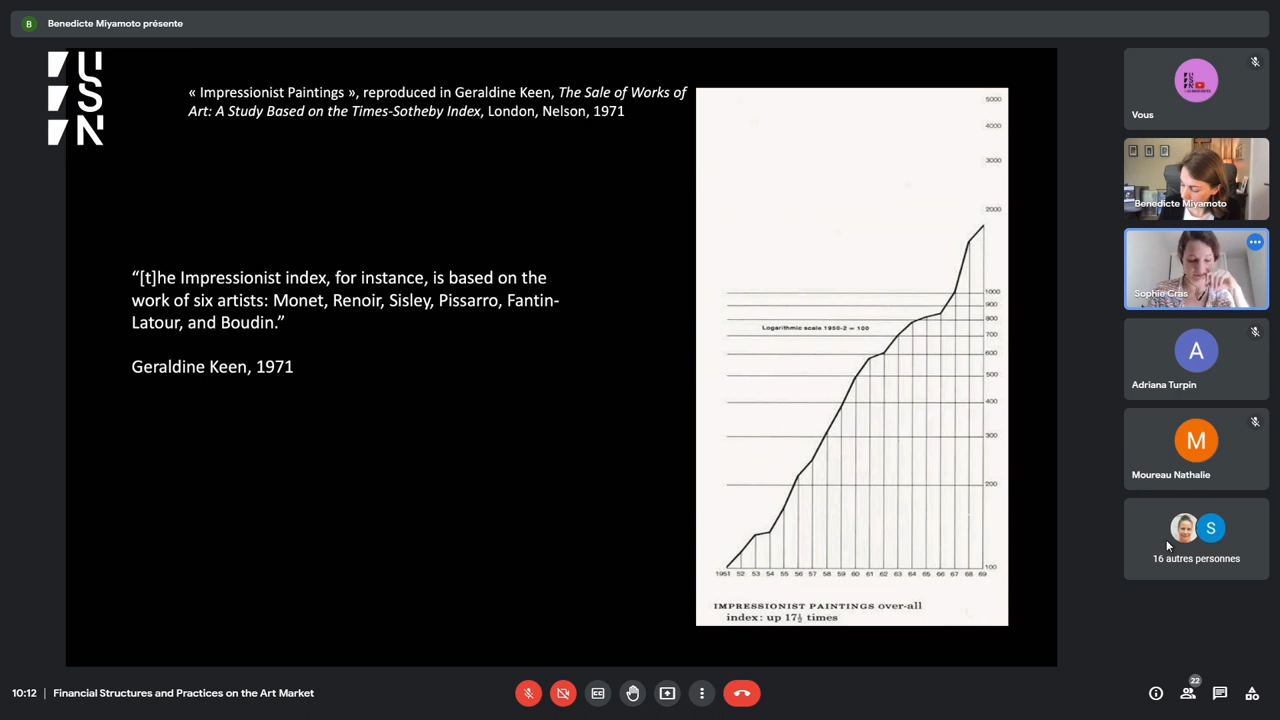 B Benedicte Miyamoto présente
USN
« Impressionist Paintings », reproduced in Geraldine Keen, The Sale of Works of
Art: A Study Based on the Times-Sotheby Index, London, Nelson, 1971
“[t]he Impressionist index, for instance, is based on the
work of six artists: Monet, Renoir, Sisley, Pissarro, Fantin-
Latour, and Boudin.”
Geraldine Keen, 1971
5000
4000
3000
2000
1000
900
800
Logarithmic scale 1950-2 = 100
700
600
500
400
300
200
100
1951 52 53 54 55 56 57 58 59 60 61 62 63 64 65 66 67 68 69
IMPRESSIONIST PAINTINGS over-all
index: up 17½ times
Vous
Benedicte Miyamoto
Sophie Cras
A
Adriana Turpin
M
Moureau Nathalie
S
16 autres personnes
10:12 | Financial Structures and Practices on the Art Market
22